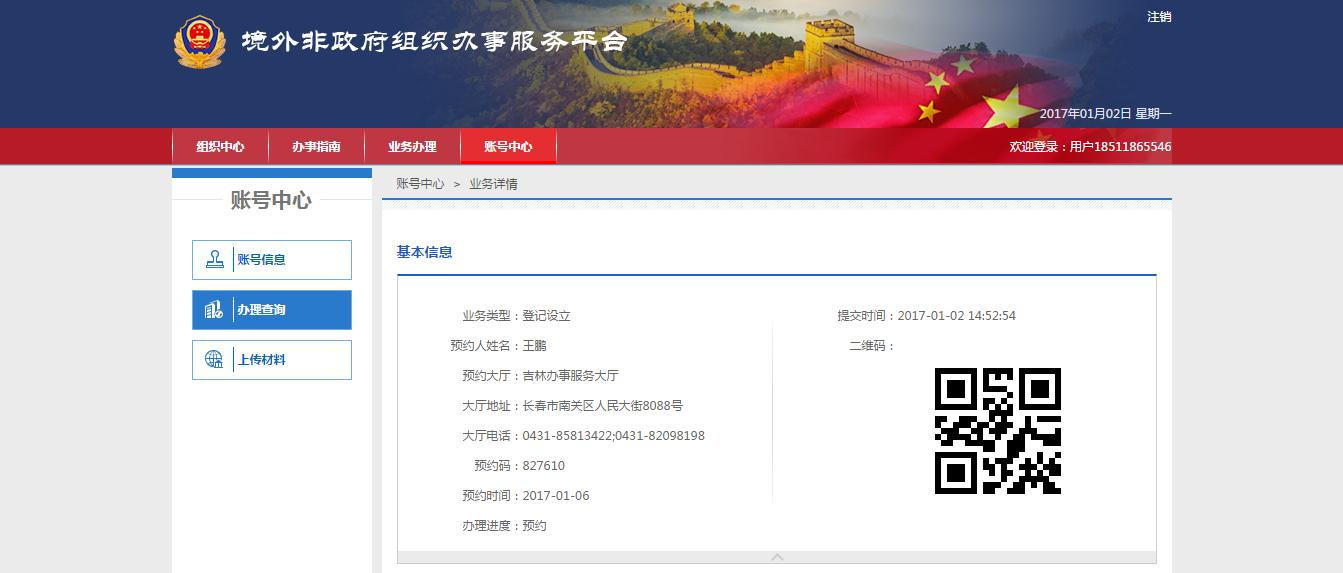 注销
境外非政府组织办事服务平台
2017年01月02日 星期一
组织中心 办事指南 业务办理 账号中心 欢迎登录：用户18511865546
账号中心 > 业务详情
账号中心
账号信息
办理查询
上传材料
基本信息
业务类型：登记设立
预约人姓名：王鹏
预约大厅：吉林办事服务大厅
大厅地址：长春市南关区人民大街8088号
大厅电话：0431-85813422;0431-82098198
预约码：827610
预约时间：2017-01-06
办理进度：预约
提交时间：2017-01-02 14:52:54
二维码：